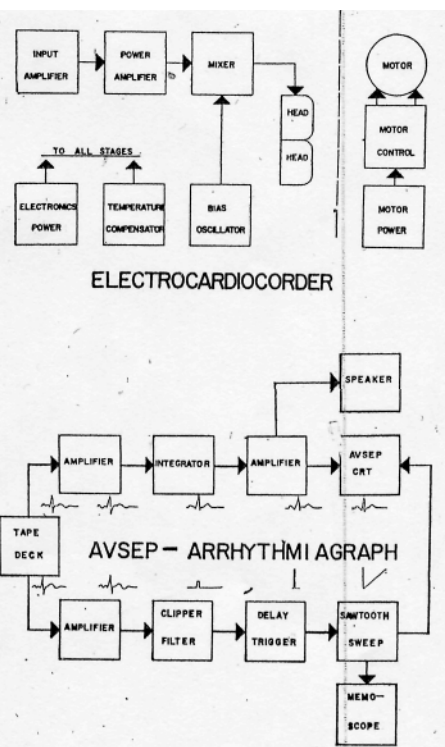 INPUT
AMPLIFIER
POWER
AMPLIFIER
MIXER
MOTOR
HEAD
HEAD
MOTOR
CONTROL
TO ALL STAGES
ELECTRONICS
POWER
TEMPERATURE
COMPENSATOR
BIAS
OSCILLATOR
MOTOR
POWER
ELECTROCARDIOCORDER
SPEAKER
AMPLIFIER
INTEGRATOR
AMPLIFIER
AVSEP
CRT
TAPE
DECK
AVSEP - ARRHYTHMIAGRAPH
AMPLIFIER
CLIPPER
FILTER
DELAY
TRIGGER
SAWTOOTH
SWEEP
MEMO-
SCOPE